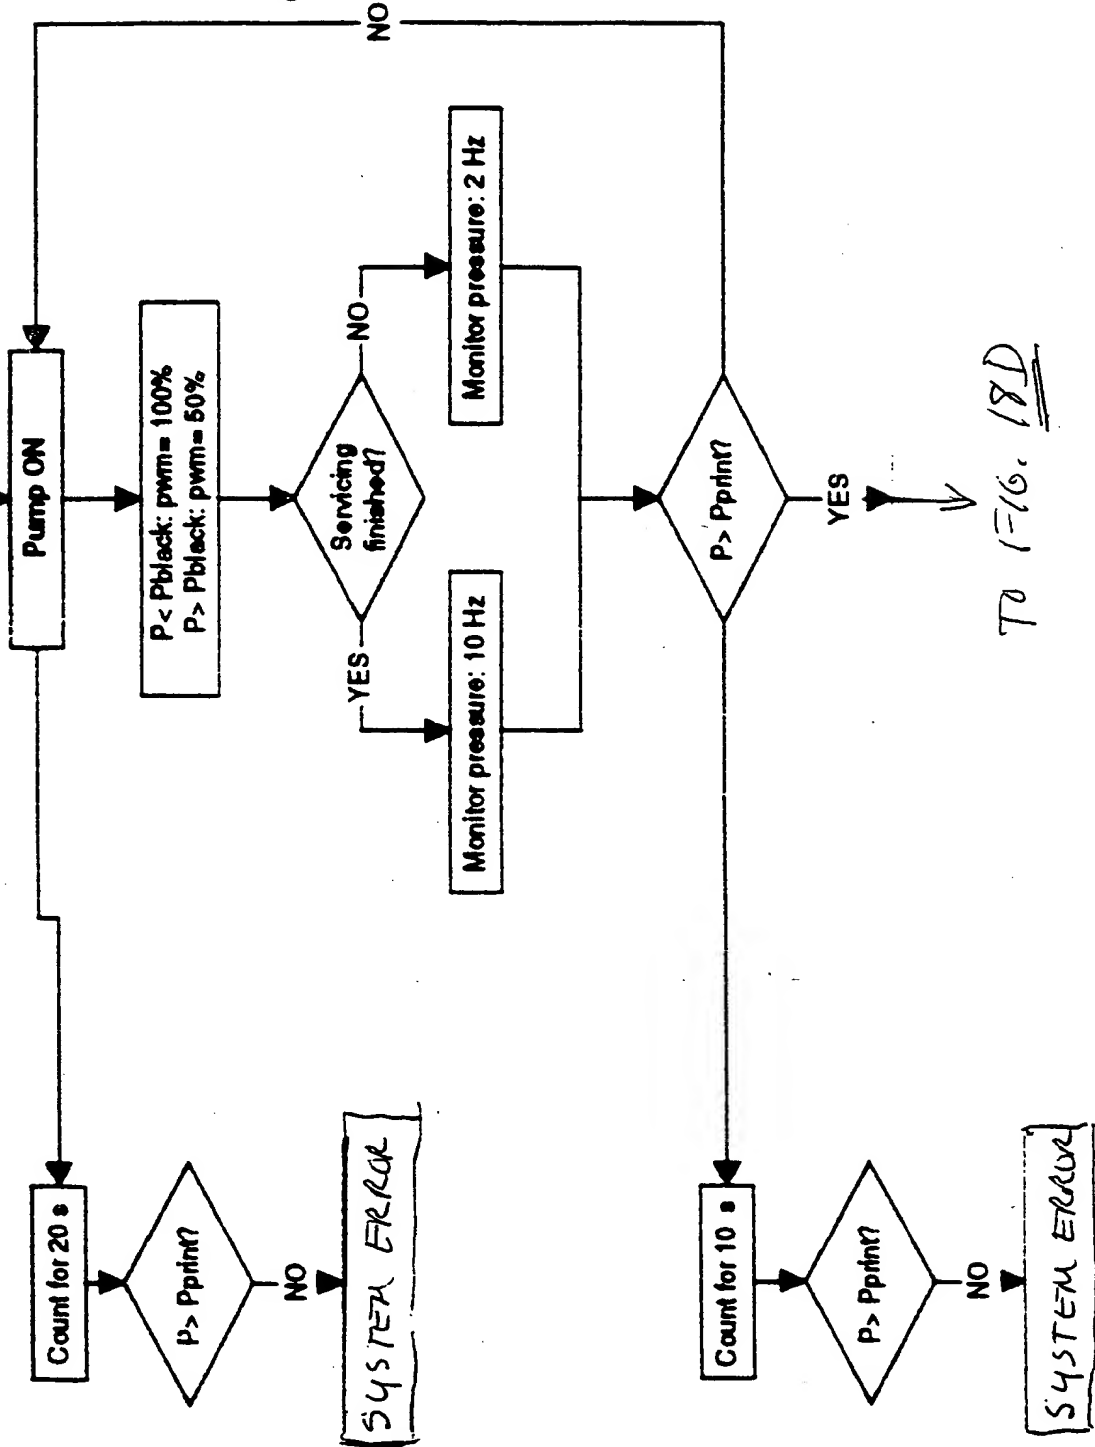 Pump ON
NO
P< Pblack: pwm= 100%
P> Pblack: pwm= 50%
Servicing
finished?
YES
NO
Monitor pressure: 10 Hz
Monitor pressure: 2 Hz
P> Pprint?
YES
TO FIG. 18D
Count for 20 s
P> Pprint?
NO
SYSTEM ERROR
Count for 10 s
P> Pprint?
NO
SYSTEM ERROR